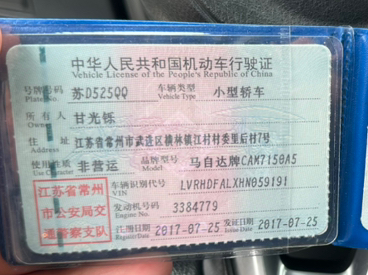 中华人民共和国机动车行驶证
Vehicle License of the People's Republic of China
号牌号码 Plate No. 苏D525QQ 车辆类型 Vehicle Type 小型轿车
所有人 Owner 甘光铄
住址 Address 江苏省常州市武进区横林镇江村村委里后村7号
使用性质 Use Character 非营运 品牌型号 Model 马自达牌CAM7150A5
江苏省常州市公安局交通警察支队
车辆识别代号 VIN LVRHDFALXHN059191
发动机号码 Engine No. 3384779
注册日期 Register Date 2017-07-25 发证日期 Issue Date 2017-07-25